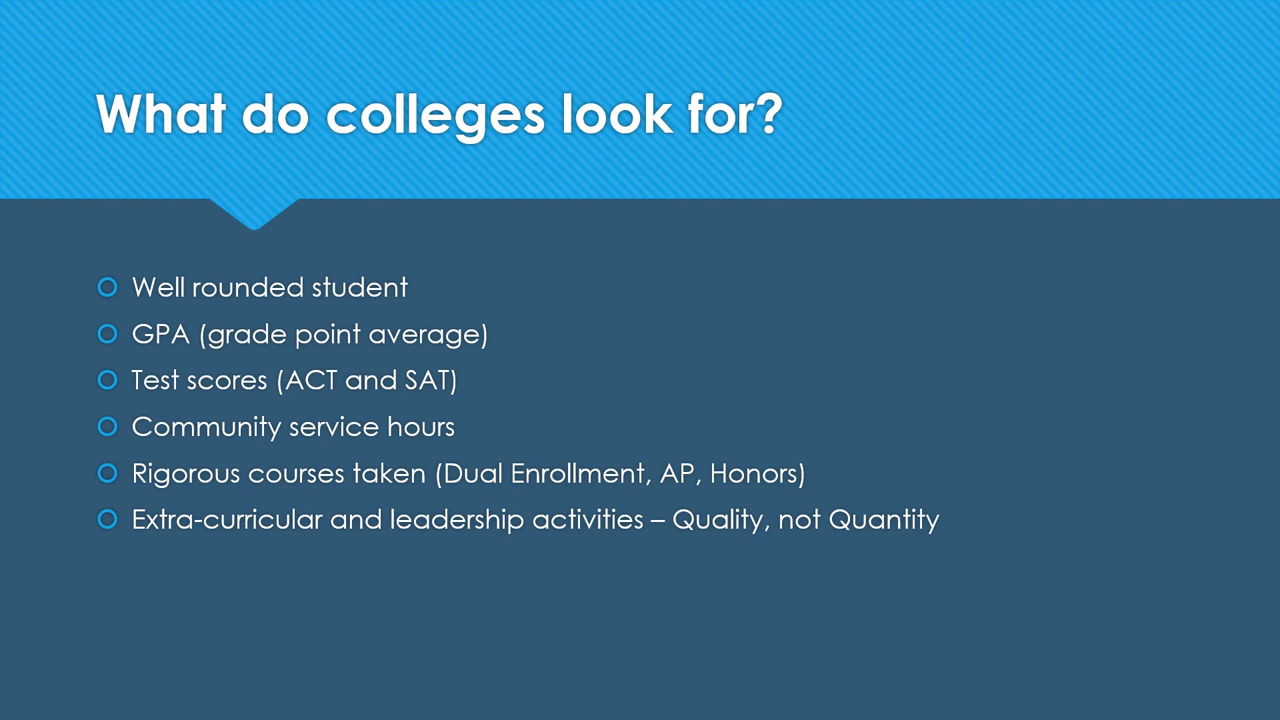 What do colleges look for?
Well rounded student
GPA (grade point average)
Test scores (ACT and SAT)
Community service hours
Rigorous courses taken (Dual Enrollment, AP, Honors)
Extra-curricular and leadership activities – Quality, not Quantity